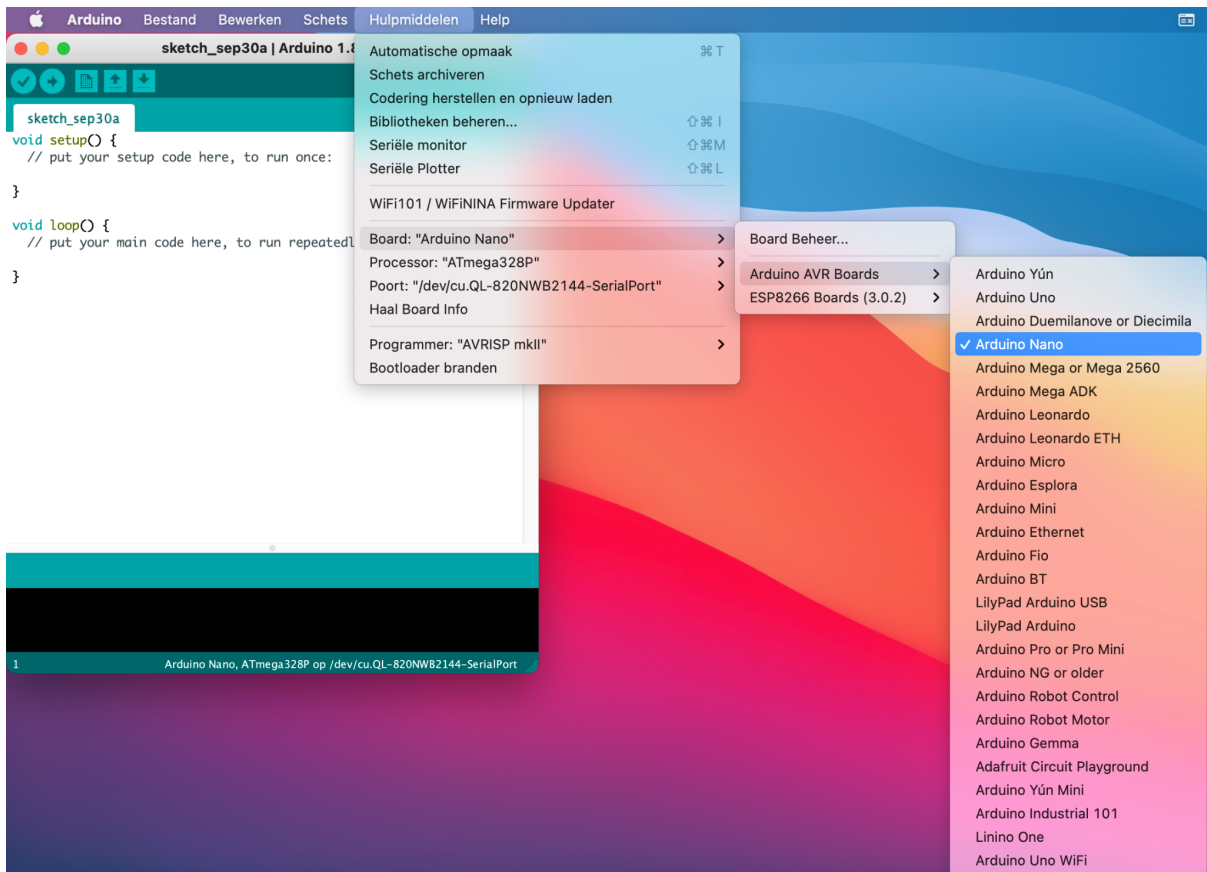 Arduino Bestand Bewerken Schets Hulpmiddelen Help
sketch_sep30a | Arduino 1.8
sketch_sep30a
void setup() {
// put your setup code here, to run once:
}
void loop() {
// put your main code here, to run repeatedl
}
1
Arduino Nano, ATmega328P op /dev/cu.QL-820NWB2144-SerialPort
Automatische opmaak ⌘ T
Schets archiveren
Codering herstellen en opnieuw laden
Bibliotheken beheren... ⇧⌘ I
Seriële monitor ⇧⌘M
Seriële Plotter ⇧⌘ L
WiFi101 / WiFiNINA Firmware Updater
Board: "Arduino Nano"
Processor: "ATmega328P"
Poort: "/dev/cu.QL-820NWB2144-SerialPort"
Haal Board Info
Programmer: "AVRISP mkII"
Bootloader branden
Board Beheer...
Arduino AVR Boards
ESP8266 Boards (3.0.2)
Arduino Yún
Arduino Uno
Arduino Duemilanove or Diecimila
✓ Arduino Nano
Arduino Mega or Mega 2560
Arduino Mega ADK
Arduino Leonardo
Arduino Leonardo ETH
Arduino Micro
Arduino Esplora
Arduino Mini
Arduino Ethernet
Arduino Fio
Arduino BT
LilyPad Arduino USB
LilyPad Arduino
Arduino Pro or Pro Mini
Arduino NG or older
Arduino Robot Control
Arduino Robot Motor
Arduino Gemma
Adafruit Circuit Playground
Arduino Yún Mini
Arduino Industrial 101
Linino One
Arduino Uno WiFi